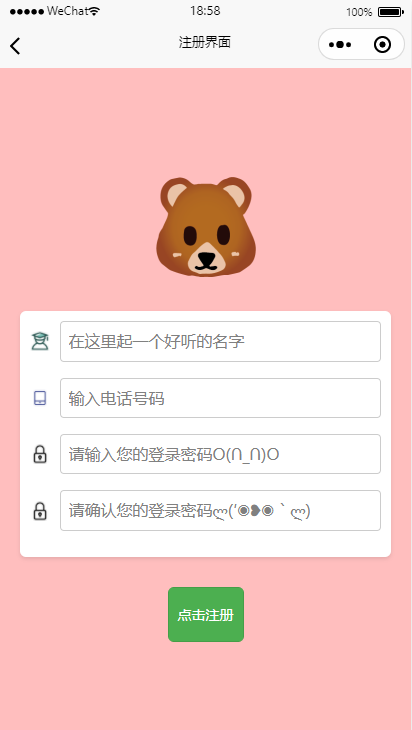 ●●●●● WeChat 18:58 100%
注册界面
在这里起一个好听的名字
输入电话号码
请输入您的登录密码O(∩_∩)O
请确认您的登录密码ლ(′◉❥◉｀ლ)
点击注册